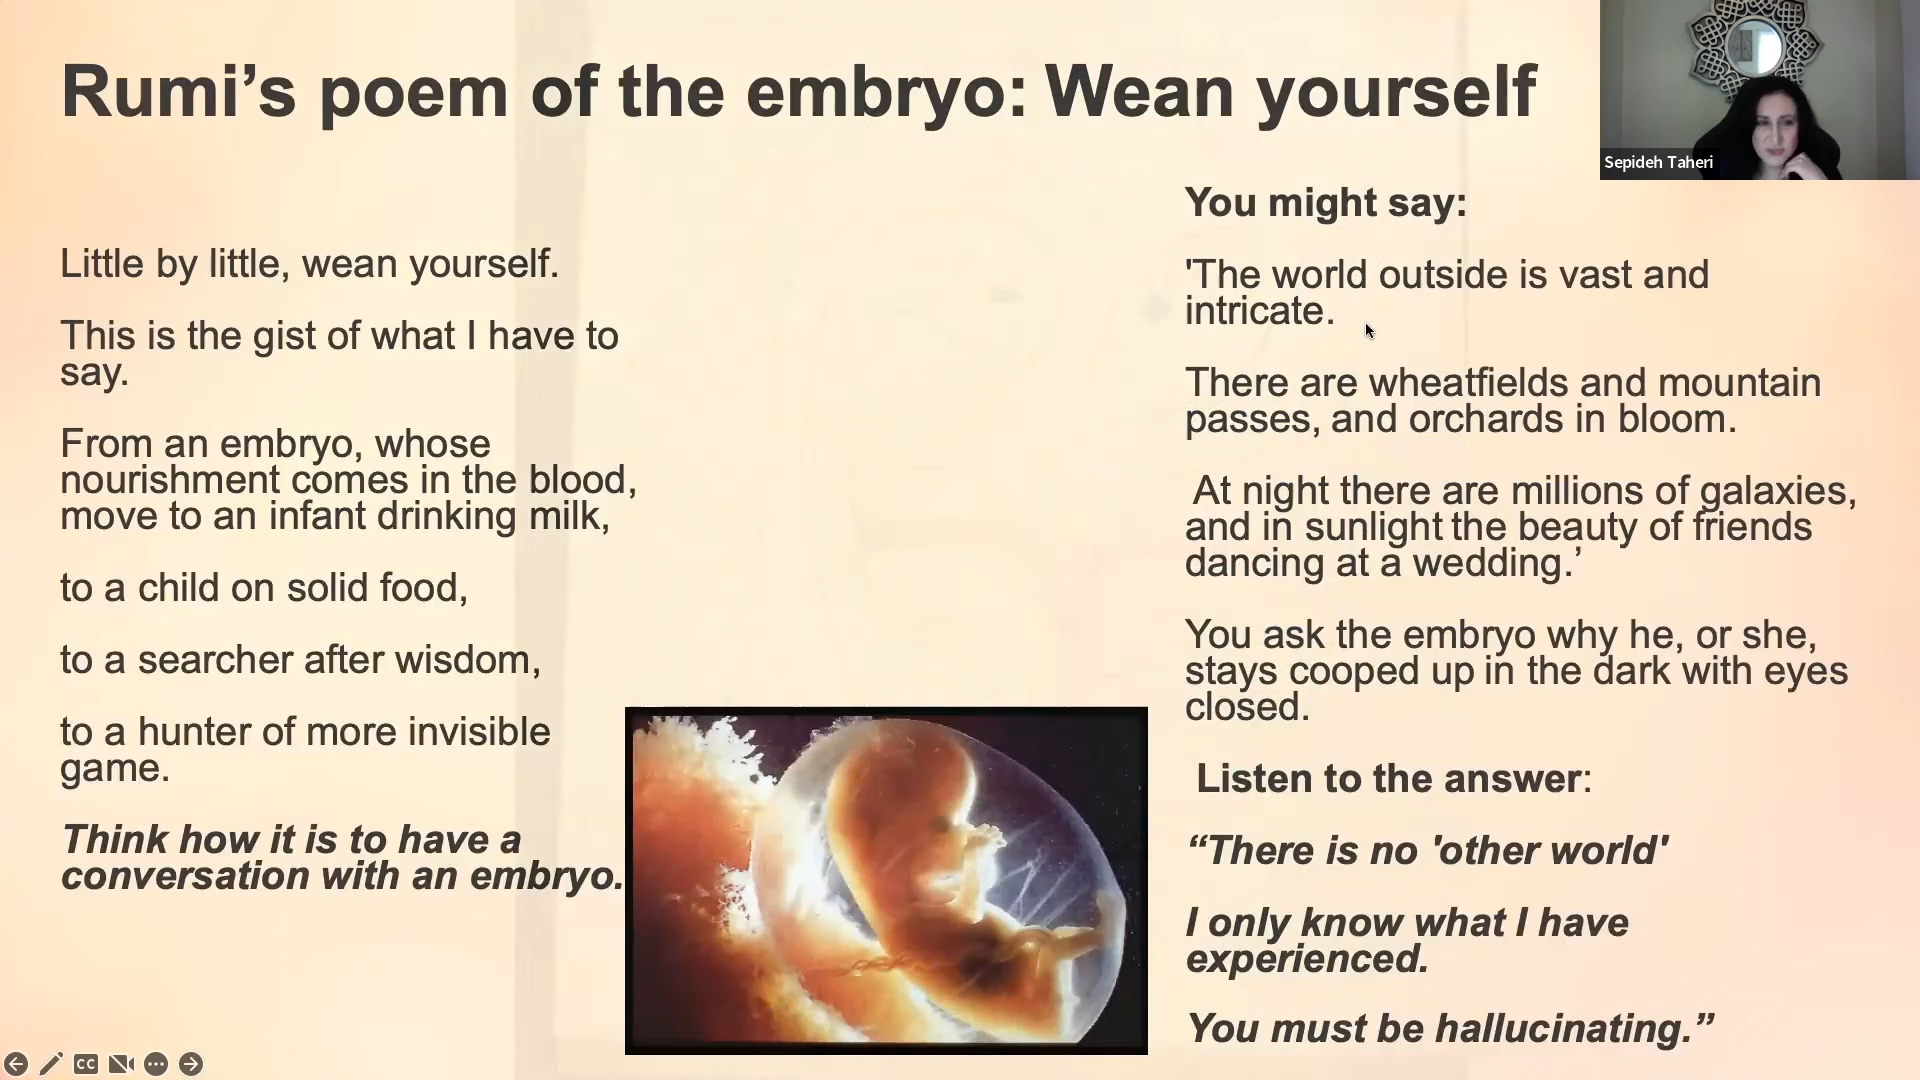 Rumi’s poem of the embryo: Wean yourself
Sepideh Taheri
Little by little, wean yourself.
This is the gist of what I have to
say.
From an embryo, whose
nourishment comes in the blood,
move to an infant drinking milk,
to a child on solid food,
to a searcher after wisdom,
to a hunter of more invisible
game.
Think how it is to have a
conversation with an embryo.
You might say:
'The world outside is vast and
intricate.
There are wheatfields and mountain
passes, and orchards in bloom.
At night there are millions of galaxies,
and in sunlight the beauty of friends
dancing at a wedding.’
You ask the embryo why he, or she,
stays cooped up in the dark with eyes
closed.
Listen to the answer:
“There is no 'other world'
I only know what I have
experienced.
You must be hallucinating.”
CC